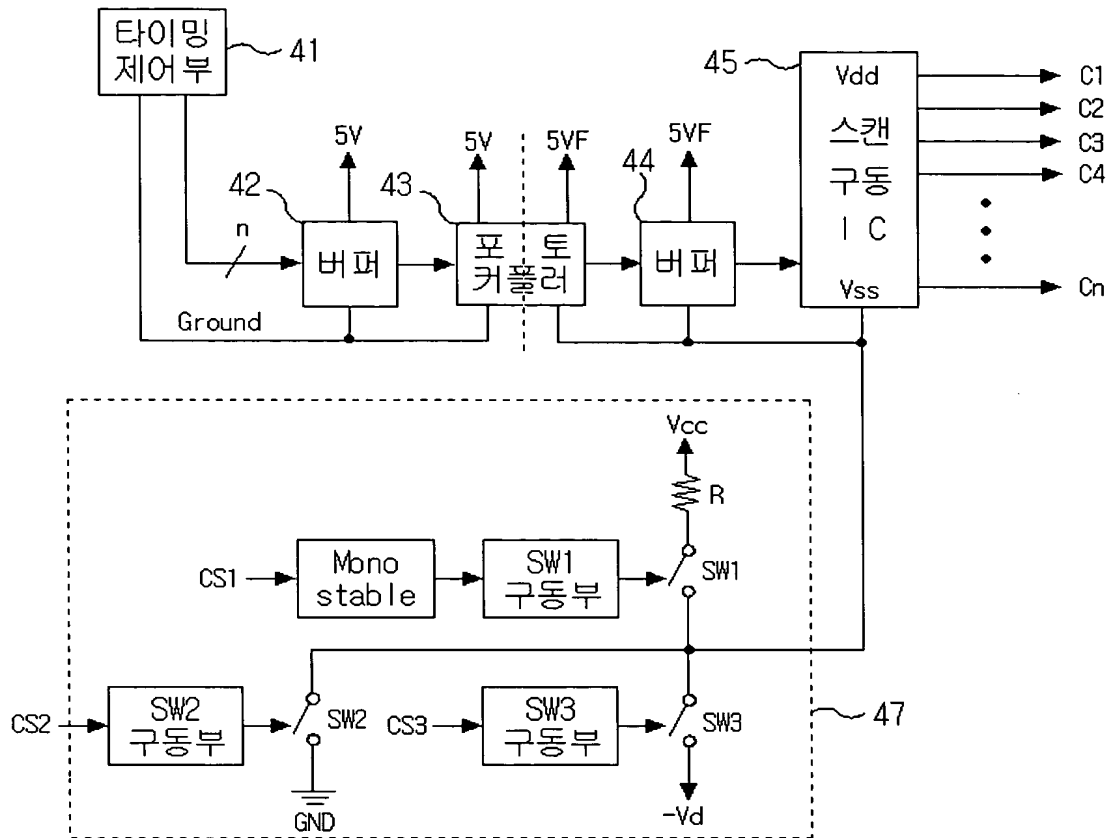 타이밍
제어부
41
45
Vdd
스캔
구동
IC
Vss
C1
C2
C3
C4
Cn
5V
5V
5VF
5VF
42
43
44
n
버퍼
포토
커플러
버퍼
Ground
Vcc
R
CS1
Mono
stable
SW1
구동부
SW1
CS2
SW2
구동부
SW2
GND
CS3
SW3
구동부
SW3
-Vd
47